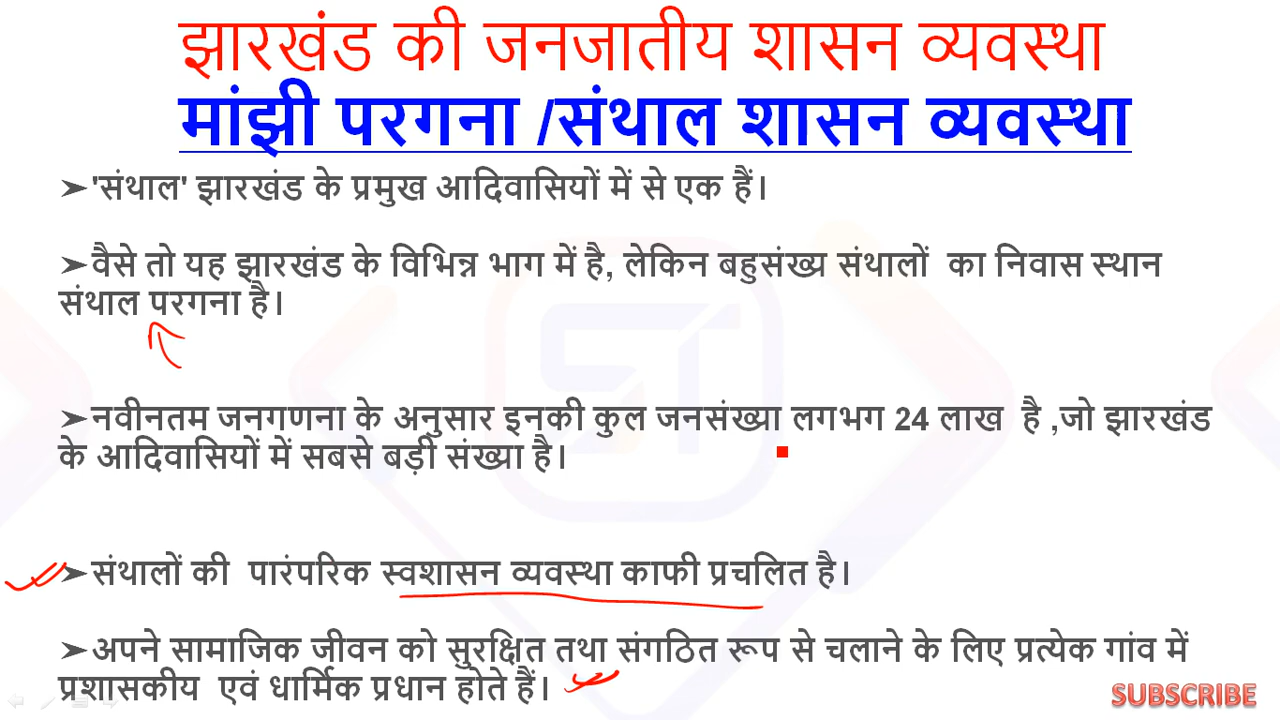 झारखंड की जनजातीय शासन व्यवस्था
मांझी परगना /संथाल शासन व्यवस्था
➤'संथाल' झारखंड के प्रमुख आदिवासियों में से एक हैं।
➤वैसे तो यह झारखंड के विभिन्न भाग में है, लेकिन बहुसंख्य संथालों का निवास स्थान
संथाल परगना है।
➤नवीनतम जनगणना के अनुसार इनकी कुल जनसंख्या लगभग 24 लाख है ,जो झारखंड
के आदिवासियों में सबसे बड़ी संख्या है।
➤संथालों की पारंपरिक स्वशासन व्यवस्था काफी प्रचलित है।
➤अपने सामाजिक जीवन को सुरक्षित तथा संगठित रूप से चलाने के लिए प्रत्येक गांव में
प्रशासकीय एवं धार्मिक प्रधान होते हैं।
SUBSCRIBE